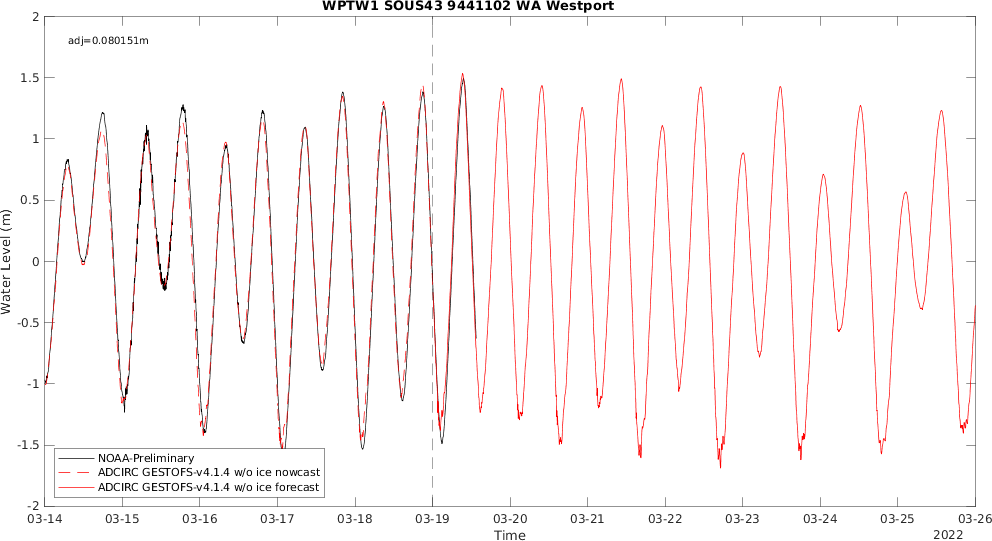 WPTW1 SOUS43 9441102 WA Westport
adj=0.080151m
2
1.5
1
0.5
0
-0.5
-1
-1.5
-2
Water Level (m)
NOAA-Preliminary
ADCIRC GESTOFS-v4.1.4 w/o ice nowcast
ADCIRC GESTOFS-v4.1.4 w/o ice forecast
03-14 03-15 03-16 03-17 03-18 03-19 03-20 03-21 03-22 03-23 03-24 03-25 03-26
Time
2022